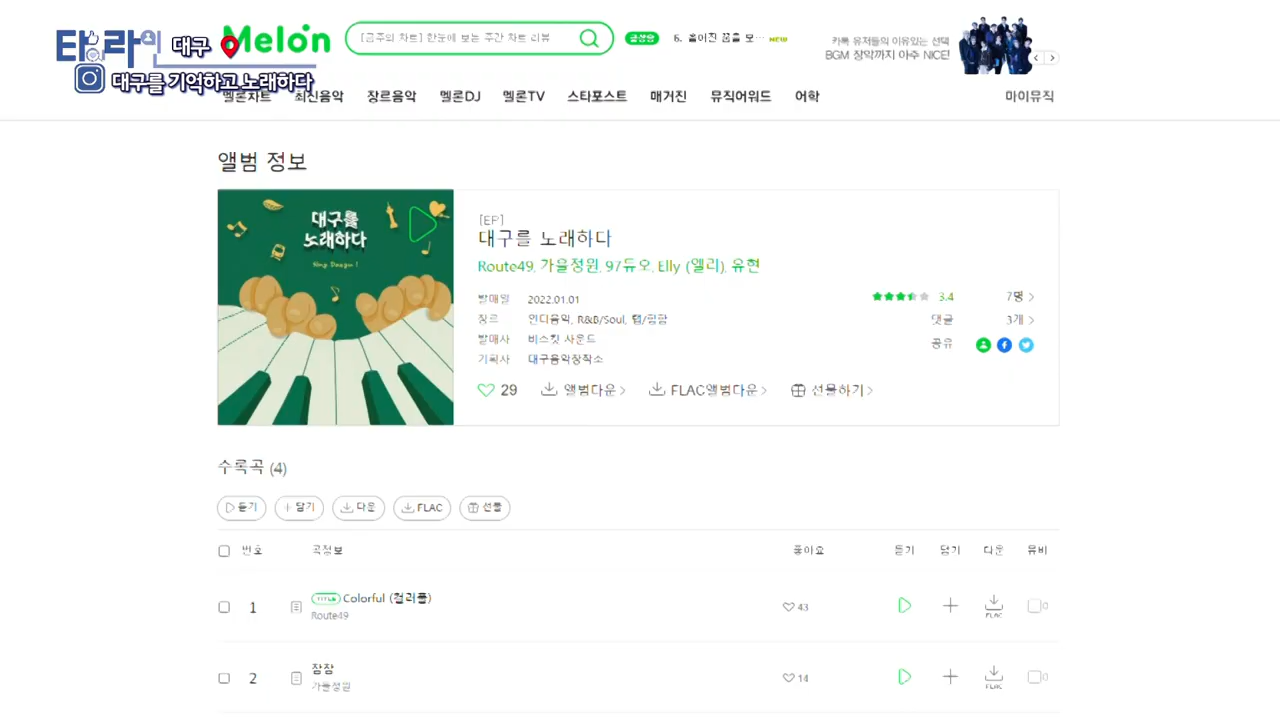 타라 대구
대구를 기억하고 노래하다
Melon
[금주의 차트] 한눈에 보는 주간 차트 리뷰
급상승
6. 흩어진 꿈을 모… NEW
카톡 유저들의 이유있는 선택
BGM 장악까지 아주 NICE!
멜론차트 최신음악 장르음악 멜론DJ 멜론TV 스타포스트 매거진 뮤직어워드 어학 마이뮤직
앨범 정보
대구를
노래하다
[EP]
대구를 노래하다
Route49, 가을정원, 97듀오, Elly (엘리), 유현
발매일 2022.01.01
장르 인디음악, R&B/Soul, 랩/힙합
발매사 비스킷 사운드
기획사 대구음악창작소
3.4 7명
댓글 3개
공유
29 앨범다운 FLAC앨범다운 선물하기
수록곡 (4)
듣기 담기 다운 FLAC 선물
번호 곡정보 좋아요 듣기 담기 다운 뮤비
1 TITLE Colorful (컬러풀) 43 FLAC
Route49
2 잠잠 14 FLAC
가을정원